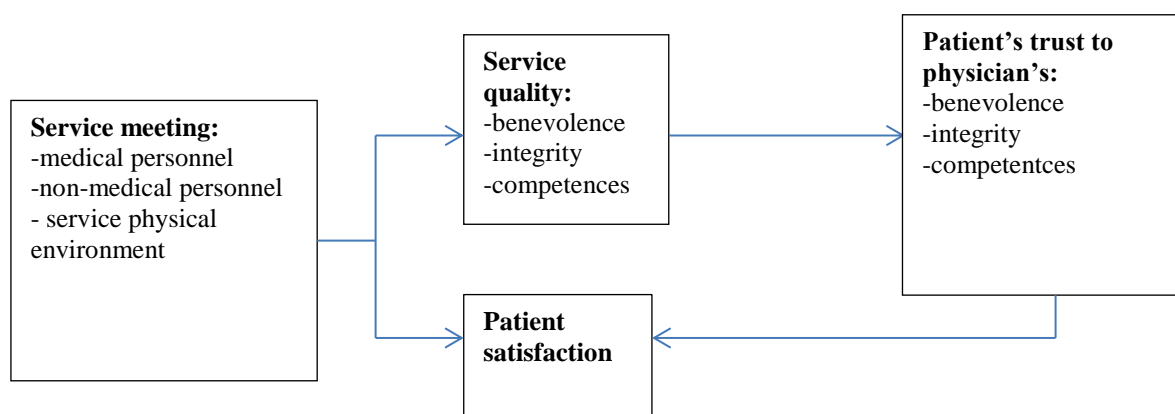 Service meeting:
-medical personnel
-non-medical personnel
- service physical
environment
Service
quality:
-benevolence
-integrity
-competences
Patient
satisfaction
Patient’s trust to
physician’s:
-benevolence
-integrity
-competentces